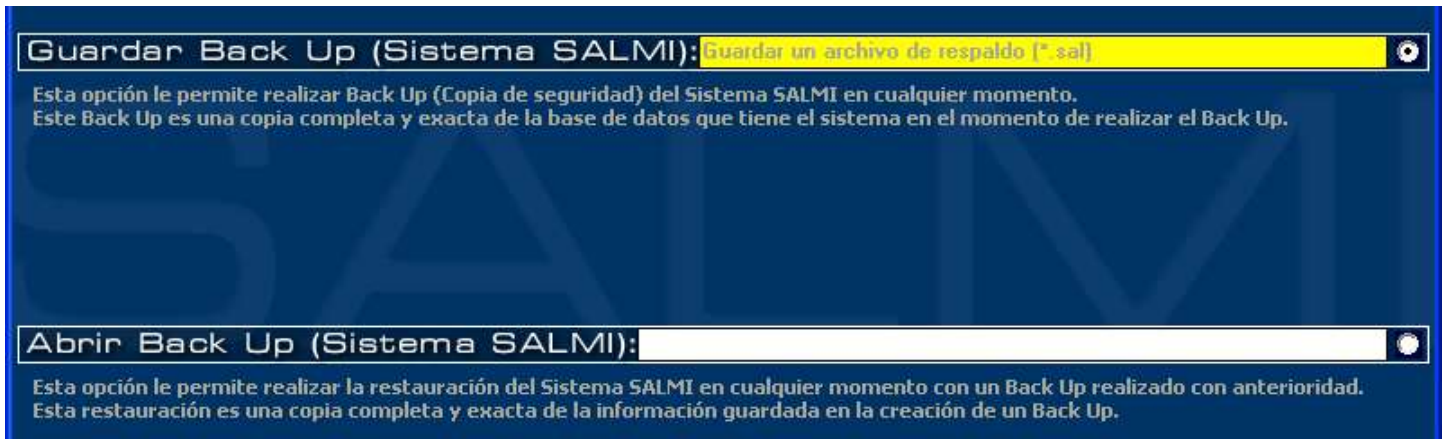 Guardar Back Up (Sistema SALMI): Guardar un archivo de respaldo (*.sal)
Esta opción le permite realizar Back Up (Copia de seguridad) del Sistema SALMI en cualquier momento.
Este Back Up es una copia completa y exacta de la base de datos que tiene el sistema en el momento de realizar el Back Up.
SALMI
Abrir Back Up (Sistema SALMI):
Esta opción le permite realizar la restauración del Sistema SALMI en cualquier momento con un Back Up realizado con anterioridad.
Esta restauración es una copia completa y exacta de la información guardada en la creación de un Back Up.